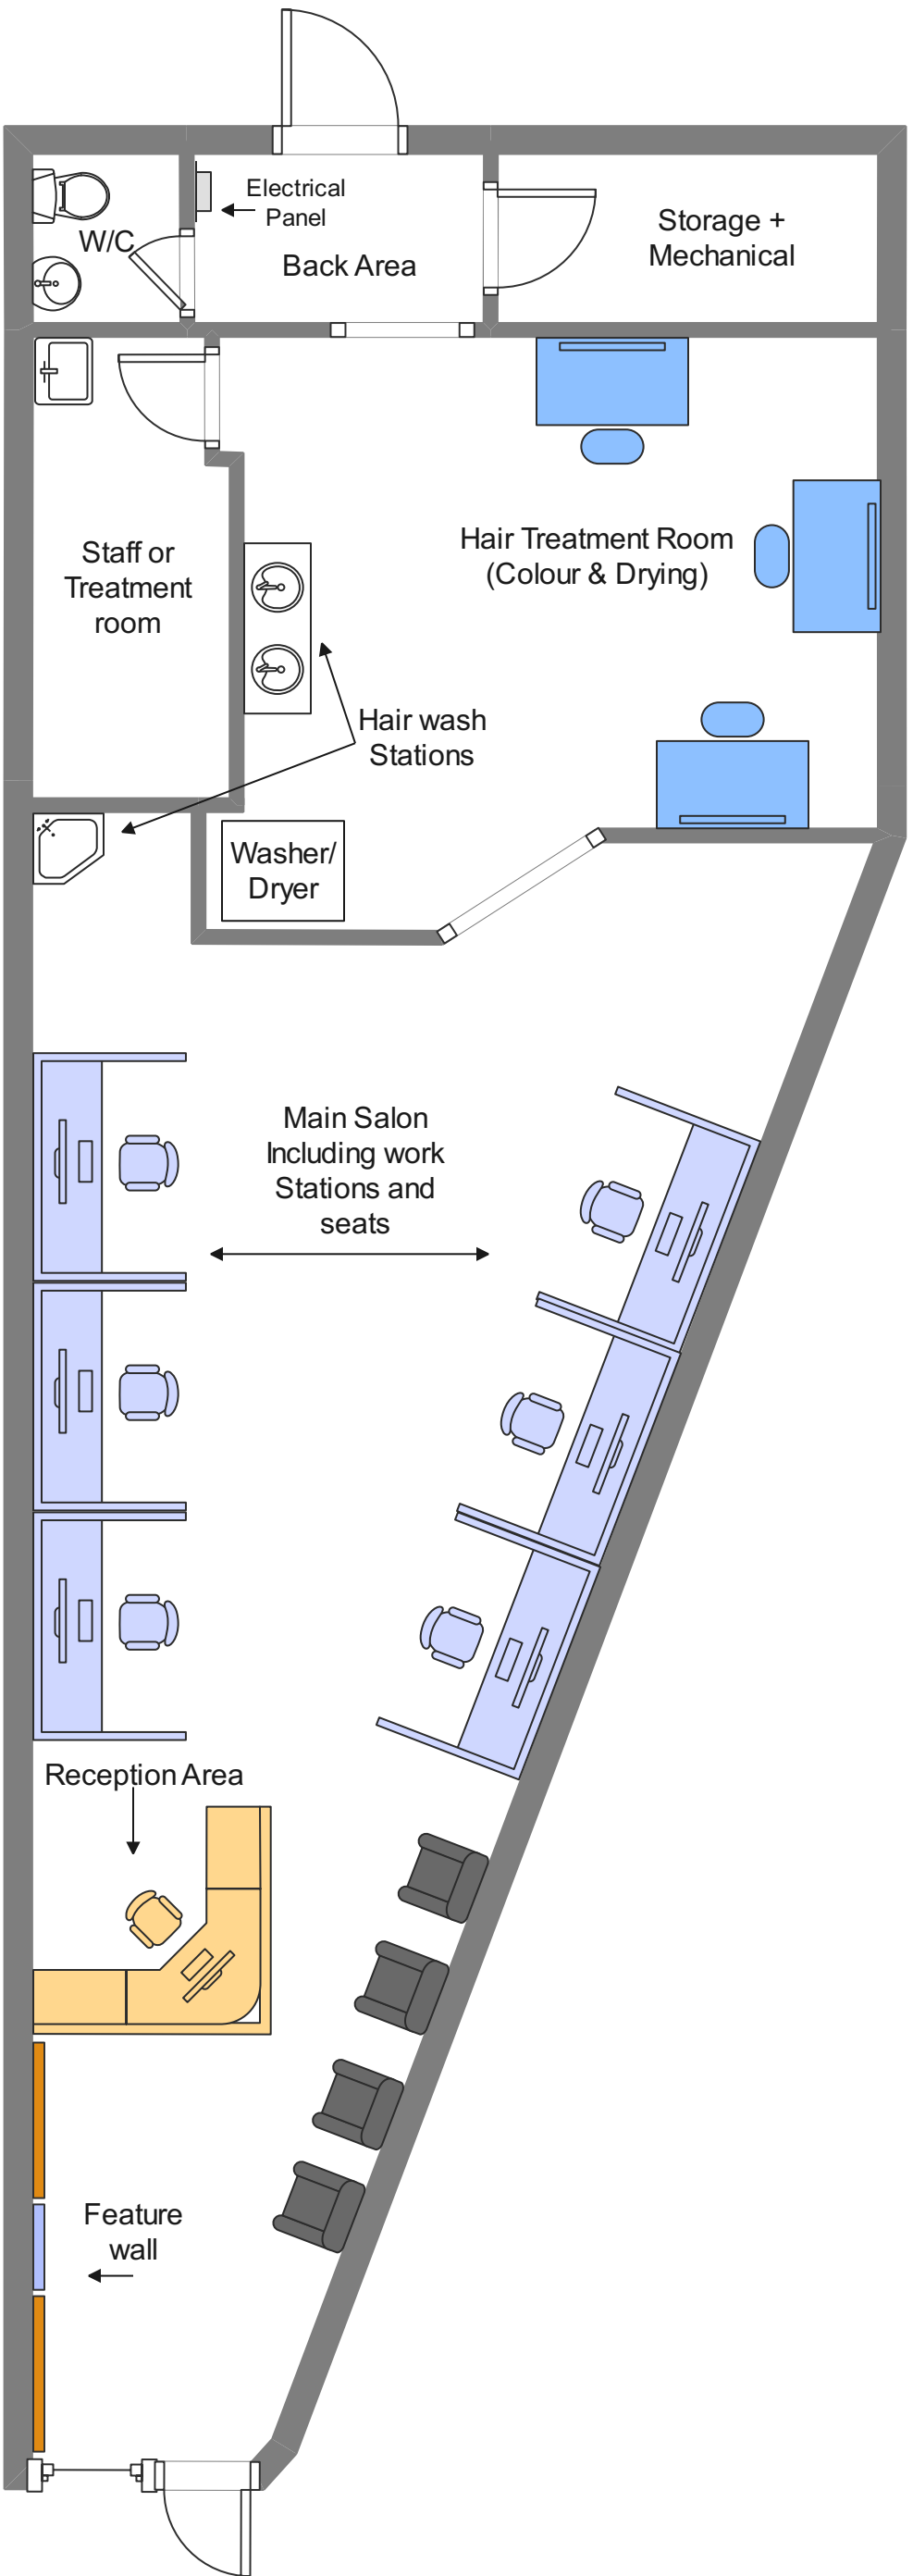 Electrical
Panel
W/C
Back Area
Storage +
Mechanical
Staff or
Treatment
room
Hair Treatment Room
(Colour & Drying)
Hair wash
Stations
Washer/
Dryer
Main Salon
Including work
Stations and
seats
Reception Area
Feature
wall